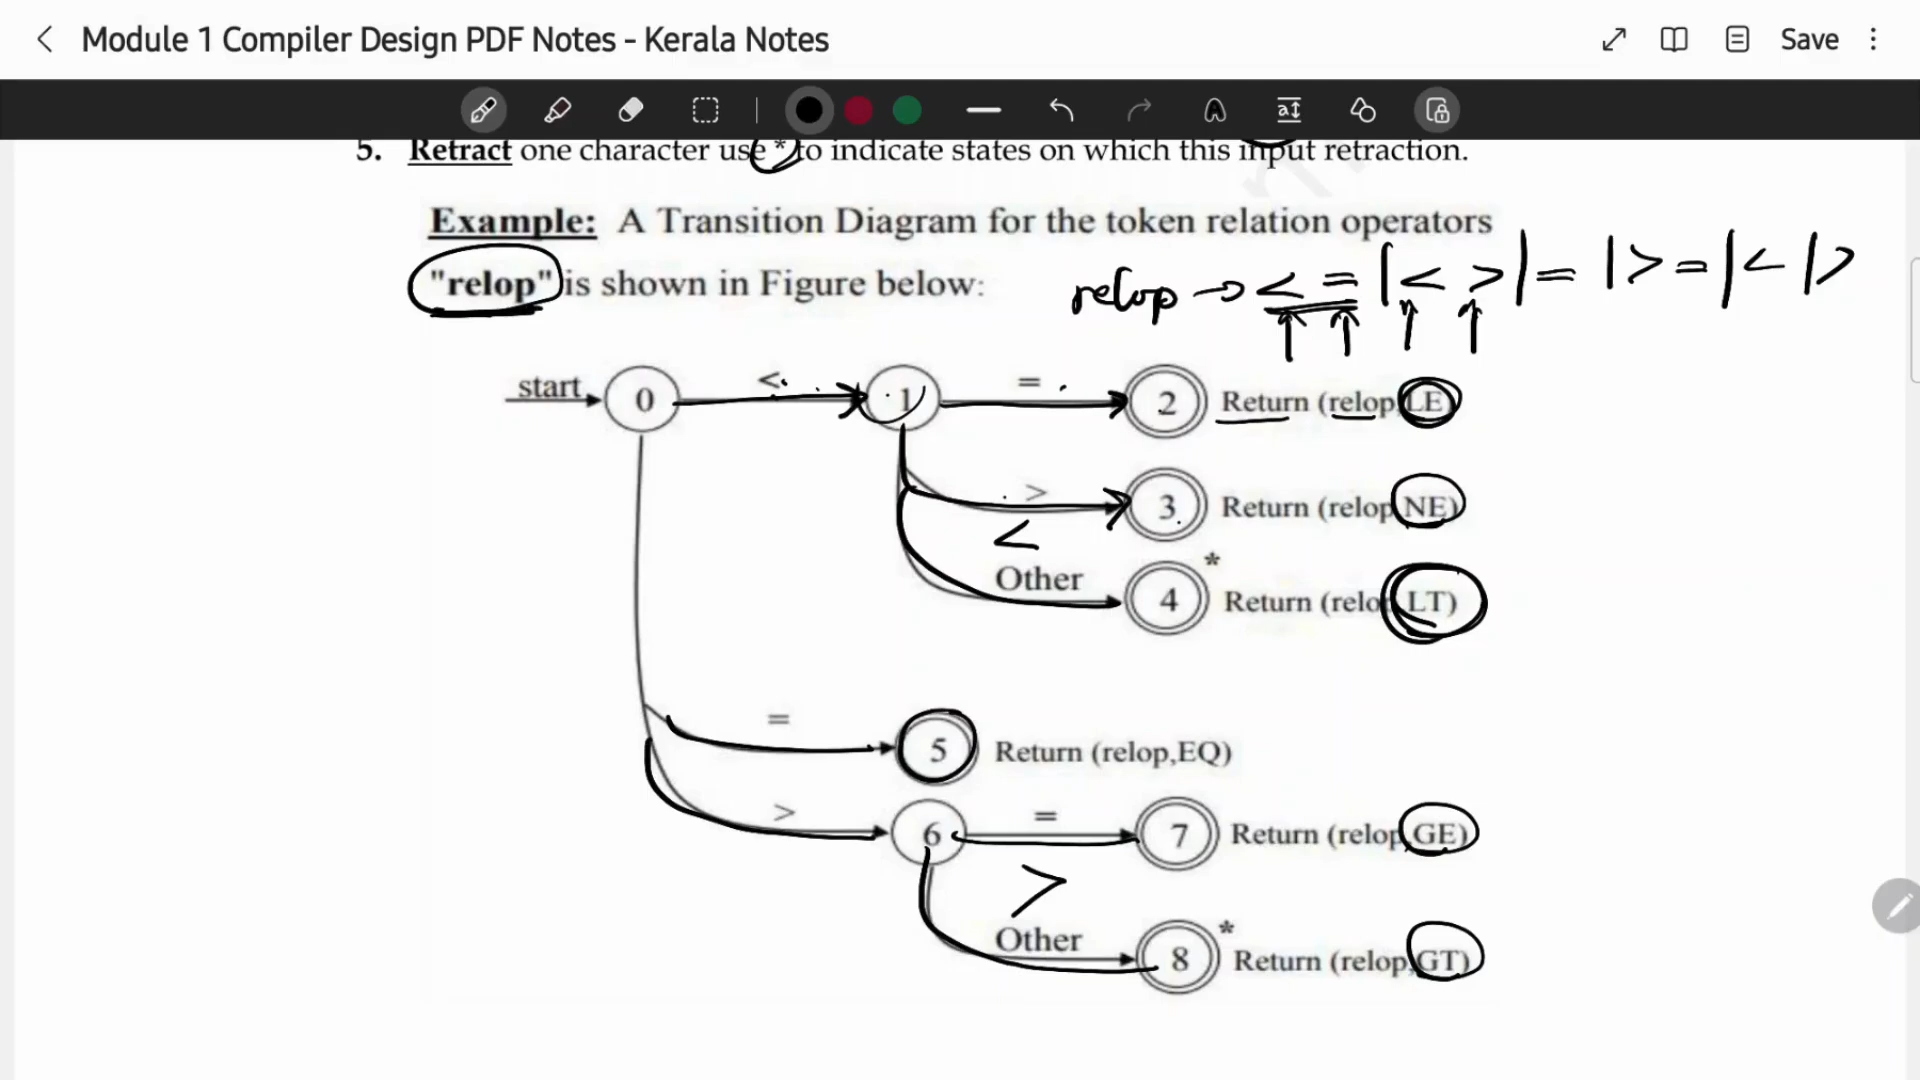 Module 1 Compiler Design PDF Notes - Kerala Notes
Save
5. Retract one character use * to indicate states on which this input retraction.
Example: A Transition Diagram for the token relation operators
"relop" is shown in Figure below:
relop → <= | <> | = | >= | < | >
start 0 < 1 = 2 Return (relop, LE)
> 3 Return (relop, NE)
<
Other 4 * Return (relop, LT)
= 5 Return (relop,EQ)
> 6 = 7 Return (relop, GE)
>
Other 8 * Return (relop, GT)